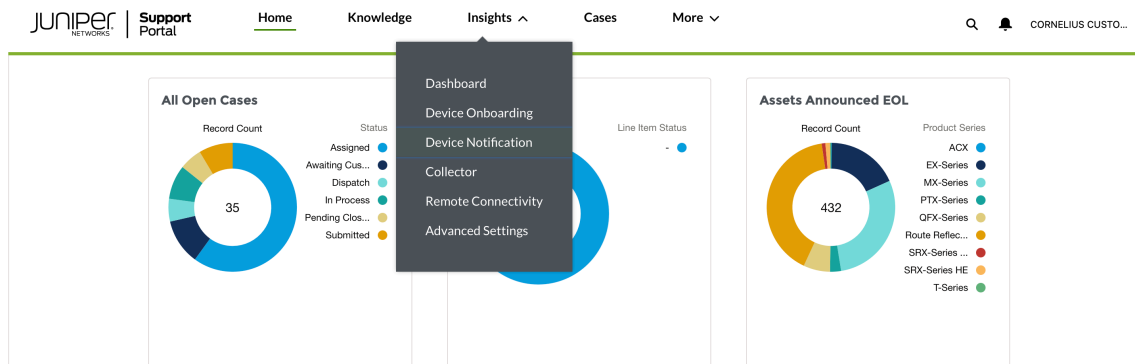 JUNIPER NETWORKS
Support Portal
Home
Knowledge
Insights
Cases
More
CORNELIUS CUSTO...
Dashboard
Device Onboarding
Device Notification
Collector
Remote Connectivity
Advanced Settings
All Open Cases
Record Count
Status
Assigned
Awaiting Cus...
Dispatch
In Process
Pending Clos...
Submitted
35
Line Item Status
-
Assets Announced EOL
Record Count
Product Series
ACX
EX-Series
MX-Series
PTX-Series
QFX-Series
Route Reflec...
SRX-Series ...
SRX-Series HE
T-Series
432